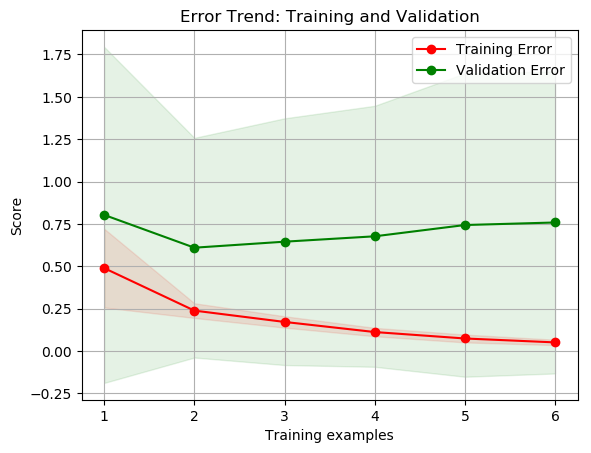 Error Trend: Training and Validation
Training Error
Validation Error
1.75
1.50
1.25
1.00
0.75
0.50
0.25
0.00
−0.25
Score
1 2 3 4 5 6
Training examples